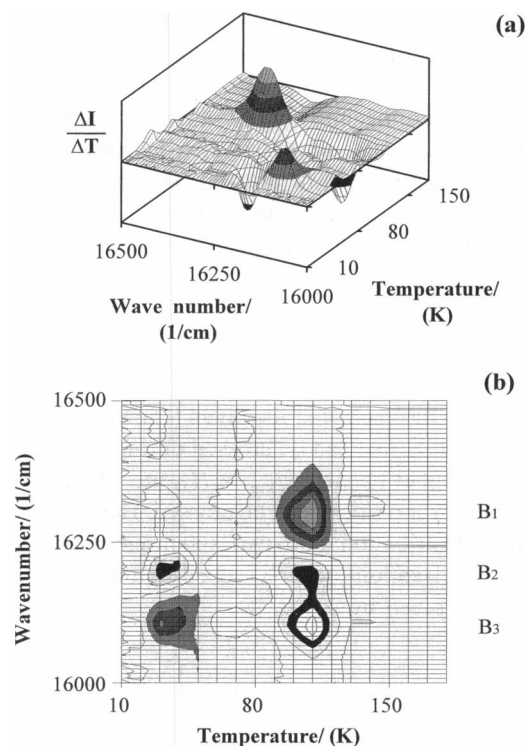 (a)
ΔI
ΔT
150
80
10
16500
16250
16000
Wave number/
(1/cm)
Temperature/
(K)
(b)
16500
16250
16000
Wavenumber/ (1/cm)
B1
B2
B3
10
80
150
Temperature/ (K)